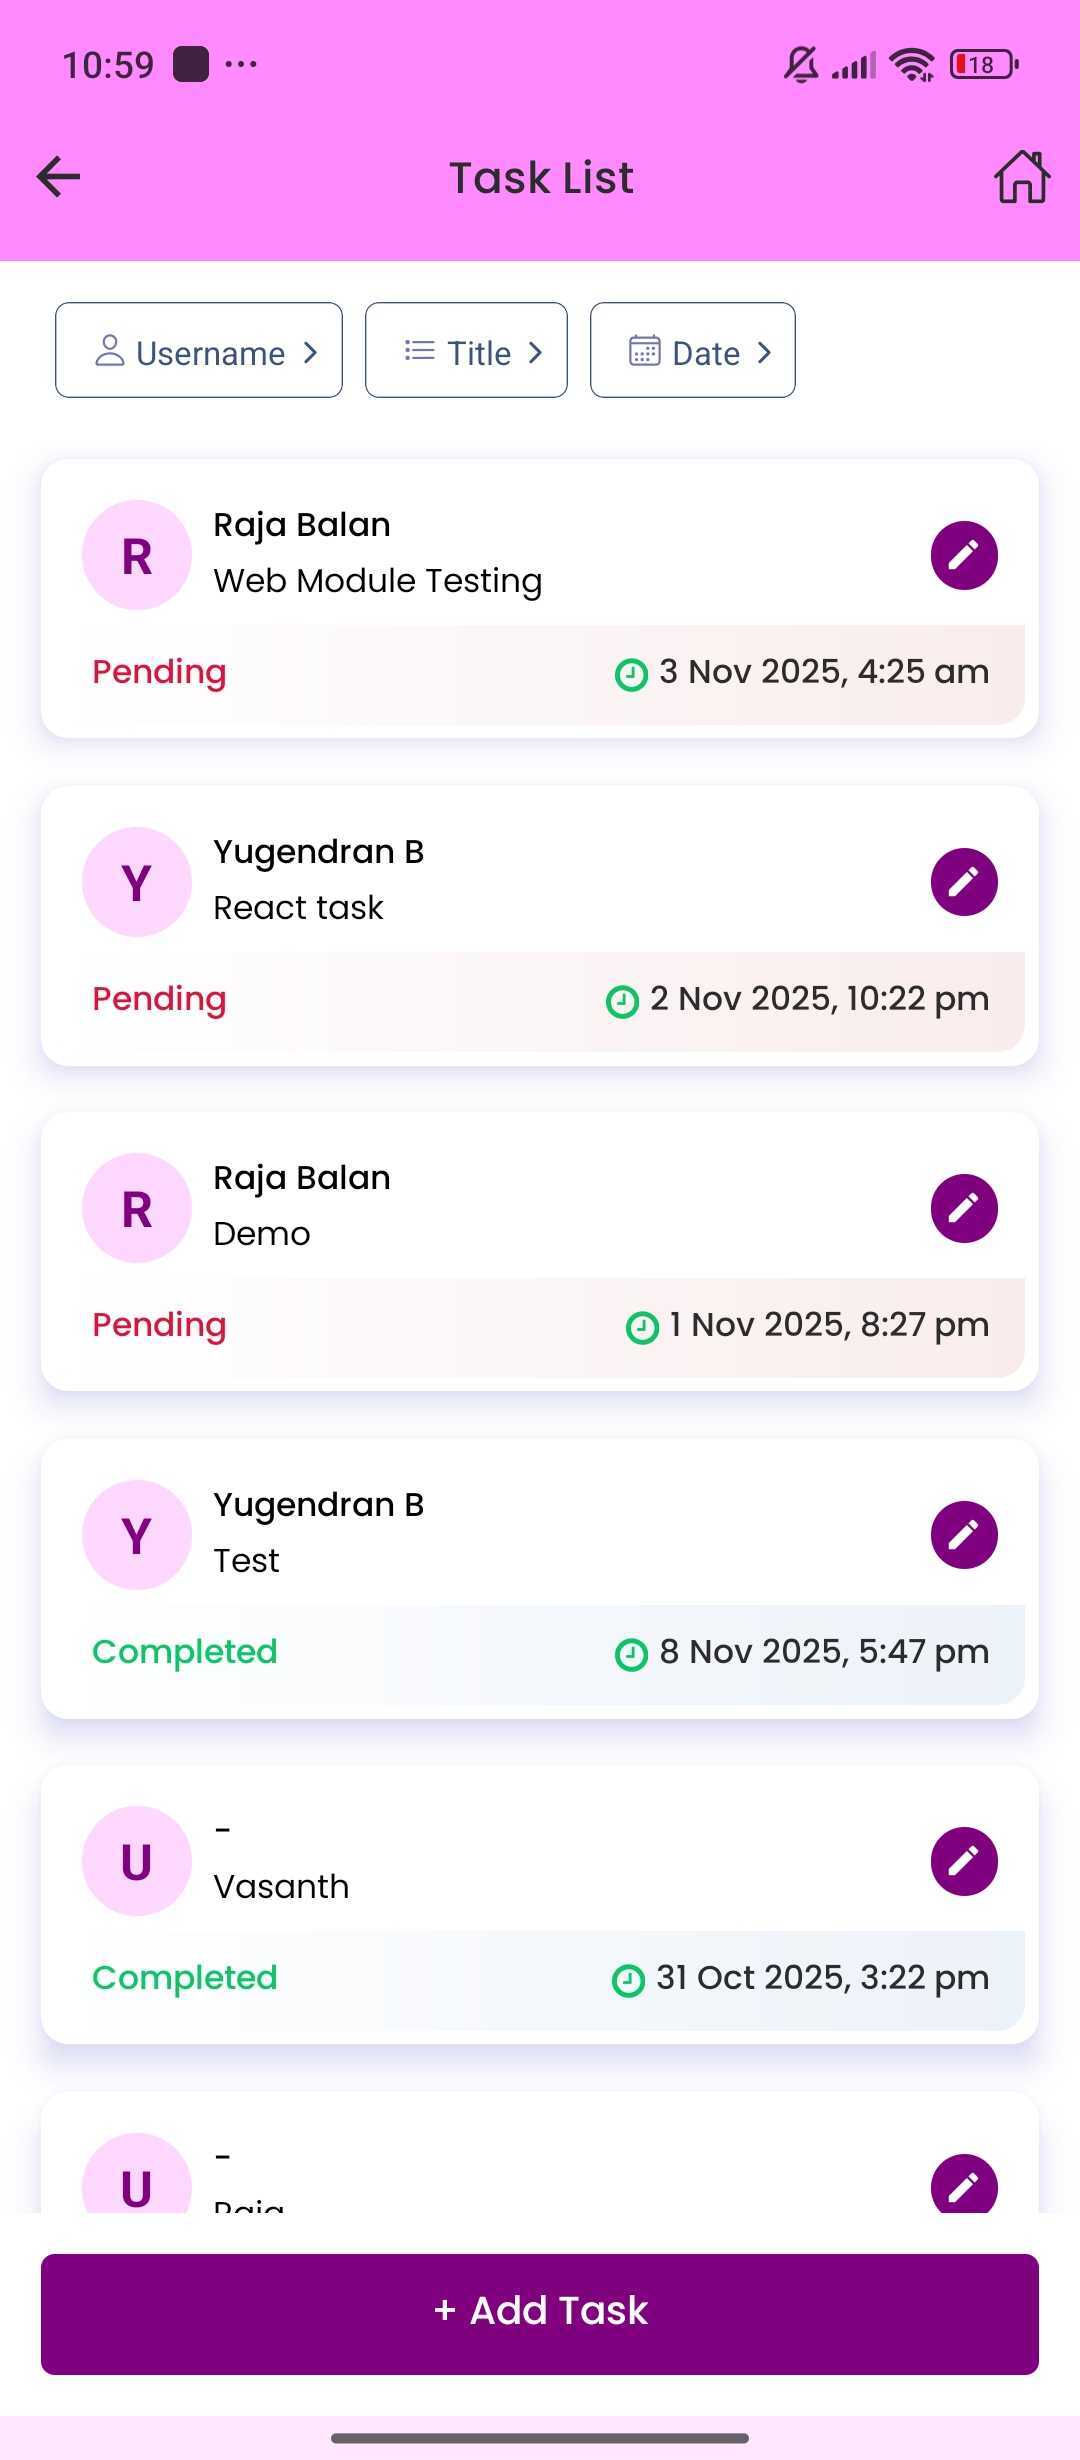 10:59 ...
18
Task List
Username
Title
Date
R
Raja Balan
Web Module Testing
Pending
3 Nov 2025, 4:25 am
Y
Yugendran B
React task
Pending
2 Nov 2025, 10:22 pm
R
Raja Balan
Demo
Pending
1 Nov 2025, 8:27 pm
Y
Yugendran B
Test
Completed
8 Nov 2025, 5:47 pm
U
-
Vasanth
Completed
31 Oct 2025, 3:22 pm
U
-
Raja
+ Add Task